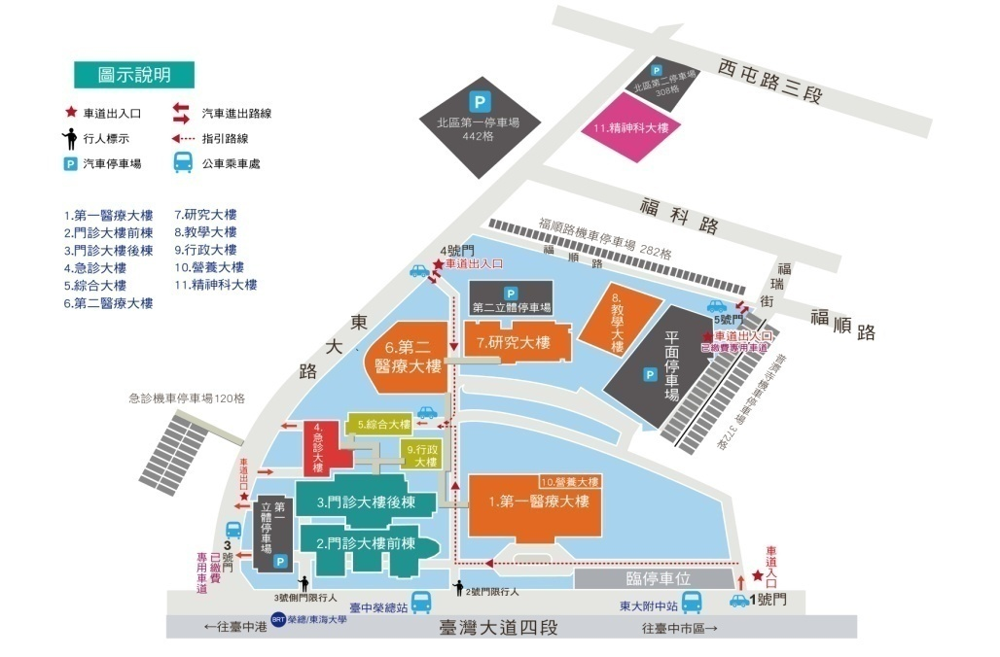 圖示說明
車道出入口
汽車進出路線
行人標示
指引路線
P 汽車停車場
公車乘車處
1.第一醫療大樓
2.門診大樓前棟
3.門診大樓後棟
4.急診大樓
5.綜合大樓
6.第二醫療大樓
7.研究大樓
8.教學大樓
9.行政大樓
10.營養大樓
11.精神科大樓
西屯路三段
P
北區第二停車場
308格
P
北區第一停車場
442格
11.精神科大樓
福科路
福順路機車停車場 282格
福順路
福瑞街
福順路
4號門
車道出入口
P
第二立體停車場
8.教學大樓
5號門
車道出入口
已繳費專用車道
7.研究大樓
6.第二
醫療大樓
平面停車場
P
普濟寺機車停車場 372格
東大路
急診機車停車場120格
5.綜合大樓
4.急診大樓
9.行政
大樓
車道出口
10.營養大樓
1.第一醫療大樓
3.門診大樓後棟
第一
立體停車場
P
2.門診大樓前棟
3號門
已繳費
專用車道
車道入口
臨停車位
1號門
3號側門限行人
2號門限行人
臺中榮總站
東大附中站
←往臺中港
BRT 榮總/東海大學
臺灣大道四段
往臺中市區→